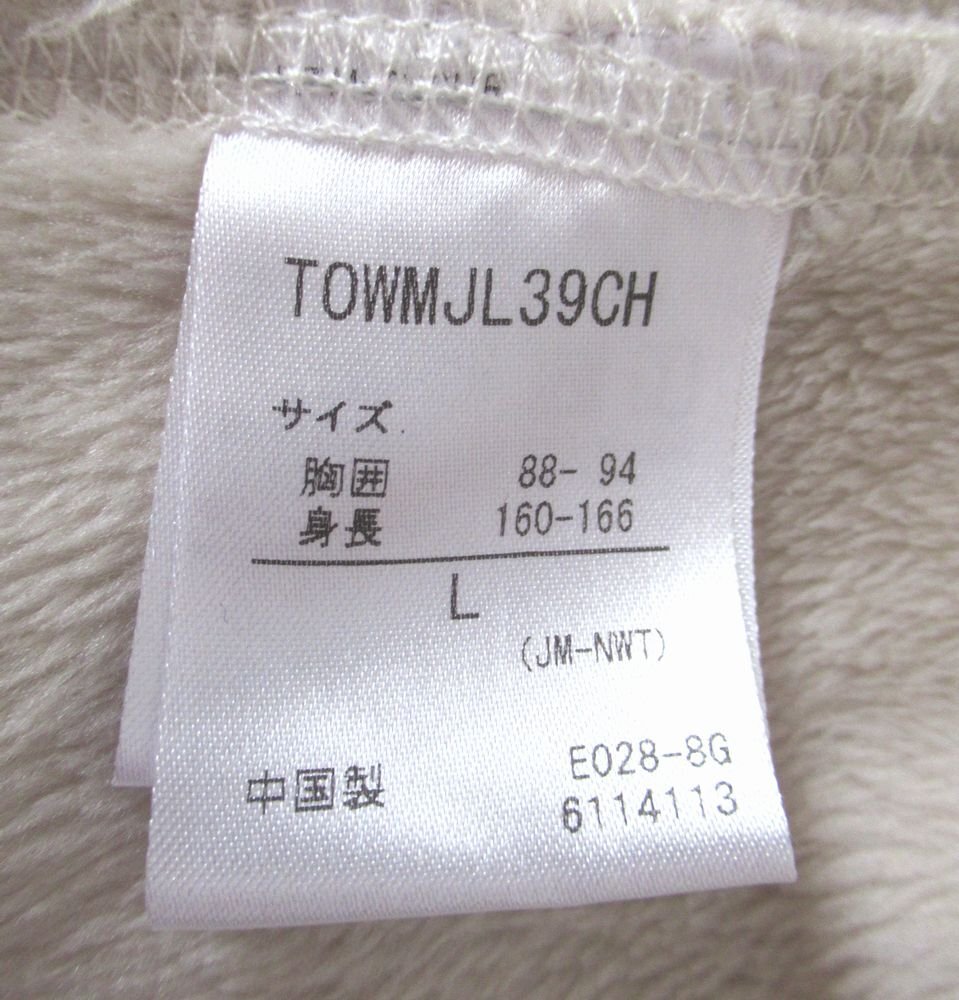 TOWMJL39CH
サイズ
胸囲 88- 94
身長 160-166
L
(JM-NWT)
中国製 E028-8G
6114113